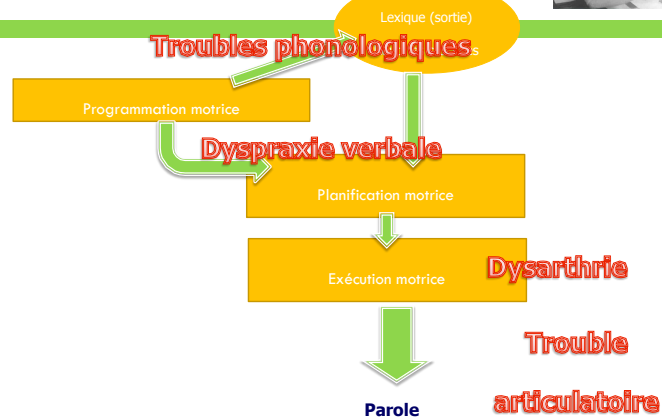 Lexique (sortie)
Troubles phonologiques
Programmation motrice
Dyspraxie verbale
Planification motrice
Exécution motrice
Dysarthrie
Trouble
articulatoire
Parole